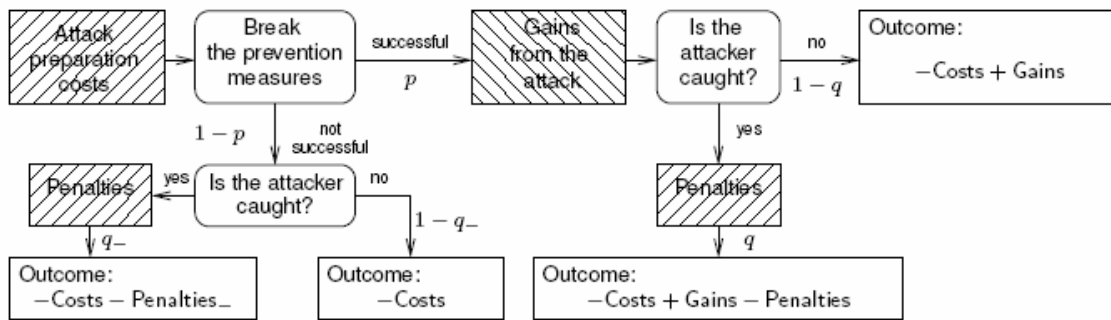 Attack
preparation
costs
Break
the prevention
measures
successful
p
Gains
from the
attack
Is the
attacker
caught?
no
1 − q
Outcome:
−Costs + Gains
1 − p
not
successful
yes
Penalties
yes
Is the attacker
caught?
no
Penalties
q−
1 − q−
q
Outcome:
−Costs − Penalties−
Outcome:
−Costs
Outcome:
−Costs + Gains − Penalties